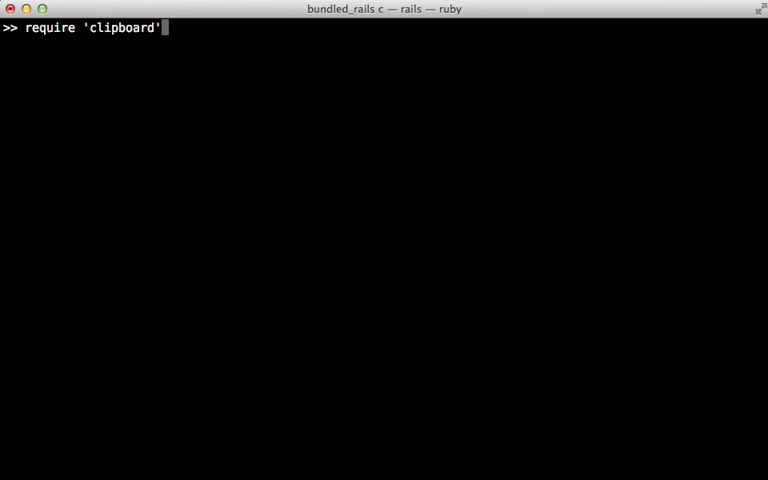 bundled_rails c — rails — ruby
>> require 'clipboard'